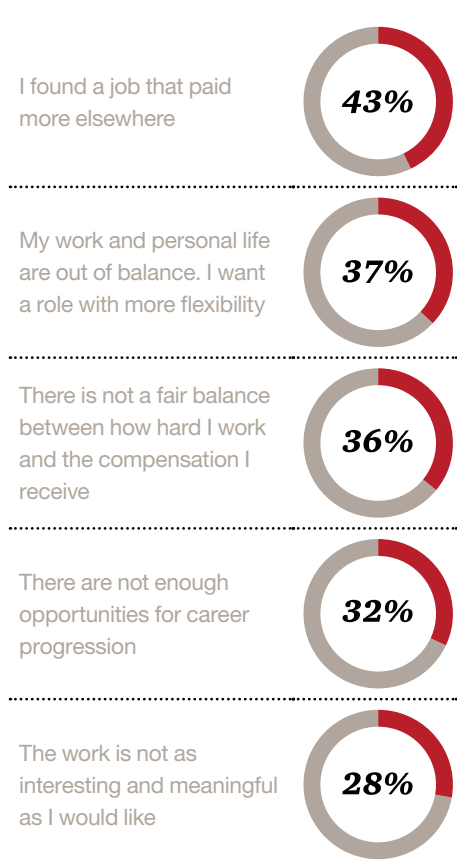 I found a job that paid
more elsewhere
43%
My work and personal life
are out of balance. I want
a role with more flexibility
37%
There is not a fair balance
between how hard I work
and the compensation I
receive
36%
There are not enough
opportunities for career
progression
32%
The work is not as
interesting and meaningful
as I would like
28%